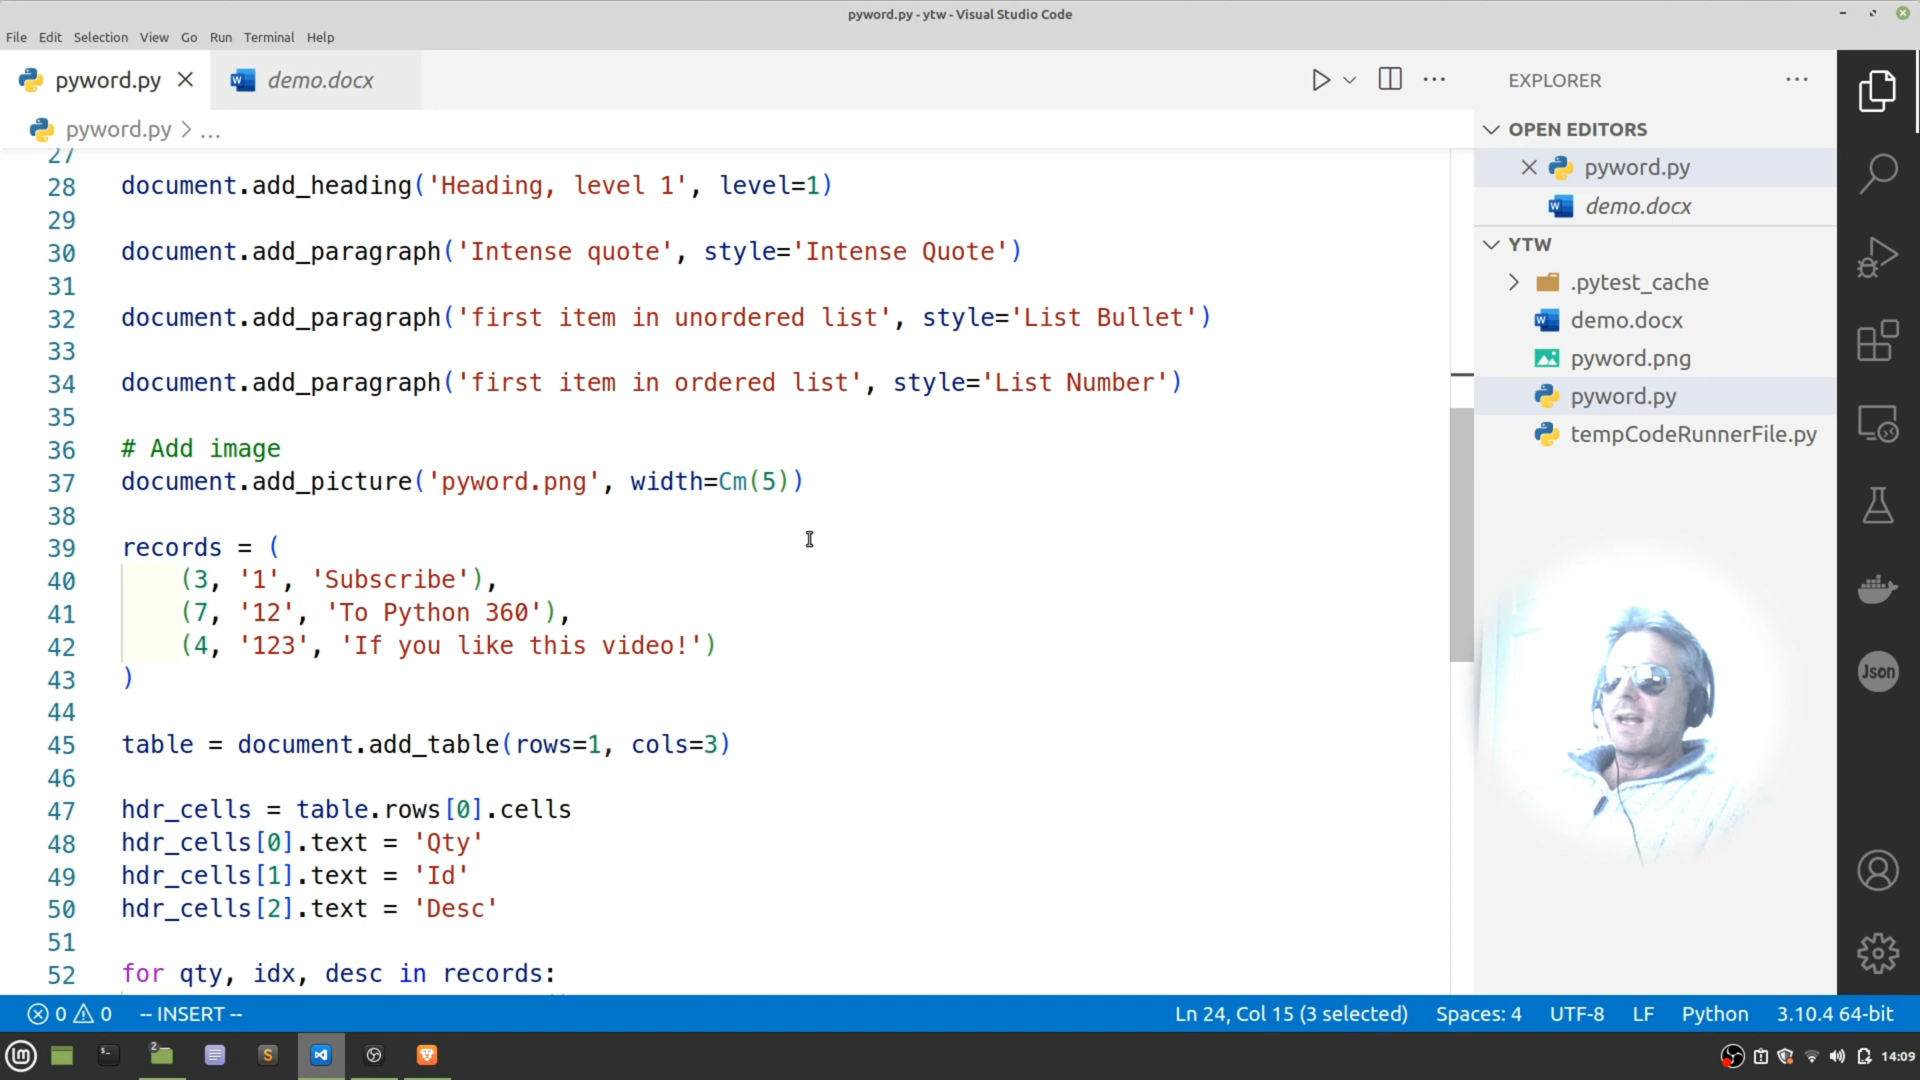 pyword.py - ytw - Visual Studio Code
File Edit Selection View Go Run Terminal Help
pyword.py demo.docx
pyword.py > ...
27
28 document.add_heading('Heading, level 1', level=1)
29
30 document.add_paragraph('Intense quote', style='Intense Quote')
31
32 document.add_paragraph('first item in unordered list', style='List Bullet')
33
34 document.add_paragraph('first item in ordered list', style='List Number')
35
36 # Add image
37 document.add_picture('pyword.png', width=Cm(5))
38
39 records = (
40 (3, '1', 'Subscribe'),
41 (7, '12', 'To Python 360'),
42 (4, '123', 'If you like this video!')
43 )
44
45 table = document.add_table(rows=1, cols=3)
46
47 hdr_cells = table.rows[0].cells
48 hdr_cells[0].text = 'Qty'
49 hdr_cells[1].text = 'Id'
50 hdr_cells[2].text = 'Desc'
51
52 for qty, idx, desc in records:
EXPLORER
OPEN EDITORS
pyword.py
demo.docx
YTW
.pytest_cache
demo.docx
pyword.png
pyword.py
tempCodeRunnerFile.py
Json
0 0 -- INSERT -- Ln 24, Col 15 (3 selected) Spaces: 4 UTF-8 LF Python 3.10.4 64-bit
2 S 14:09